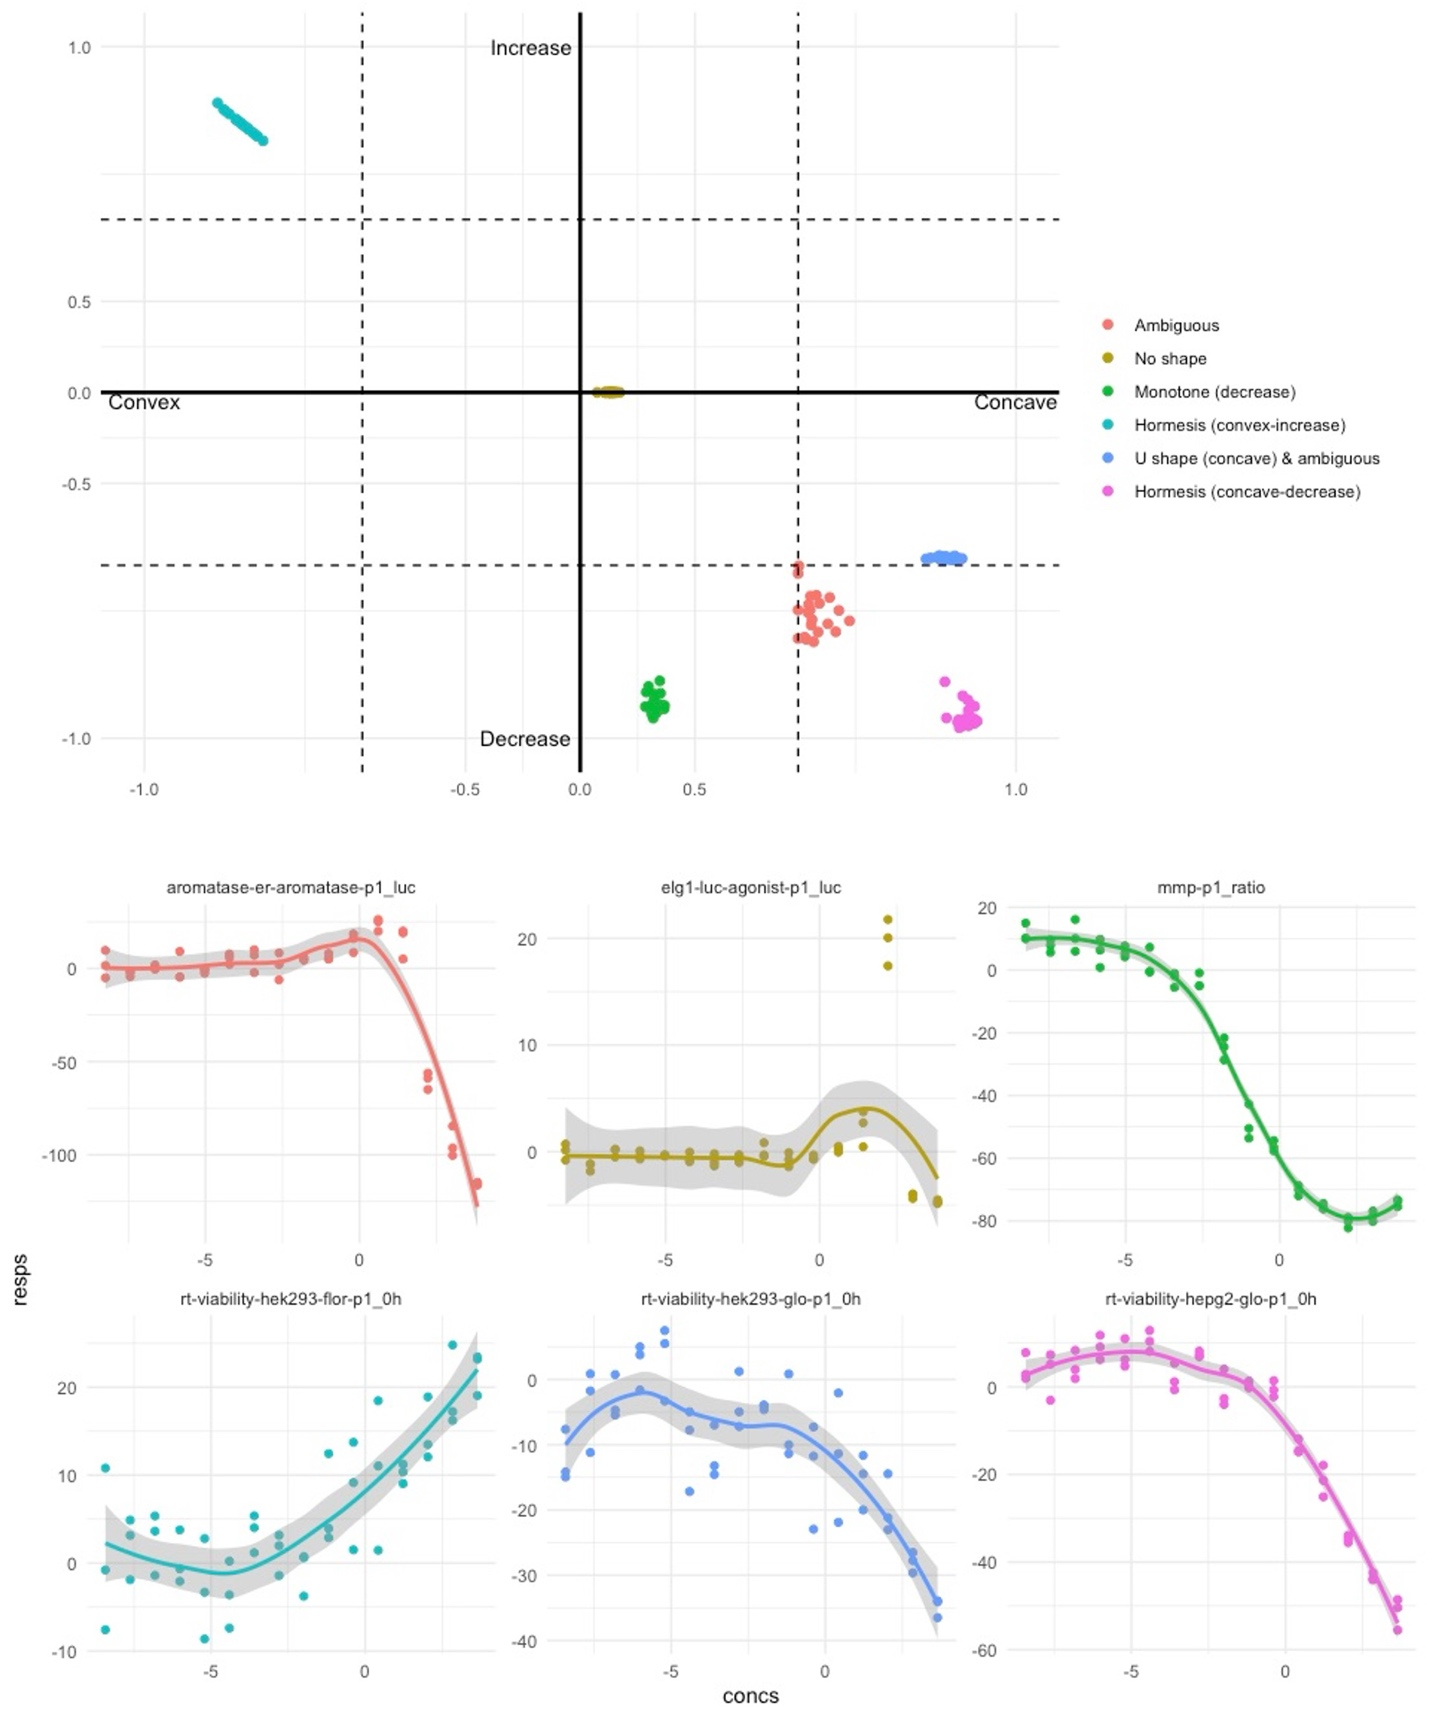 1.0
Increase
0.5
0.0
Convex
Concave
-0.5
-1.0
Decrease
-1.0
-0.5
0.0
0.5
1.0
Ambiguous
No shape
Monotone (decrease)
Hormesis (convex-increase)
U shape (concave) & ambiguous
Hormesis (concave-decrease)
resps
aromatase-er-aromatase-p1_luc
0
-50
-100
-5
0
elg1-luc-agonist-p1_luc
20
10
0
-5
0
mmp-p1_ratio
20
0
-20
-40
-60
-80
-5
0
rt-viability-hek293-flor-p1_0h
20
10
0
-10
-5
0
rt-viability-hek293-glo-p1_0h
0
-10
-20
-30
-40
-5
0
rt-viability-hepg2-glo-p1_0h
0
-20
-40
-60
-5
0
concs